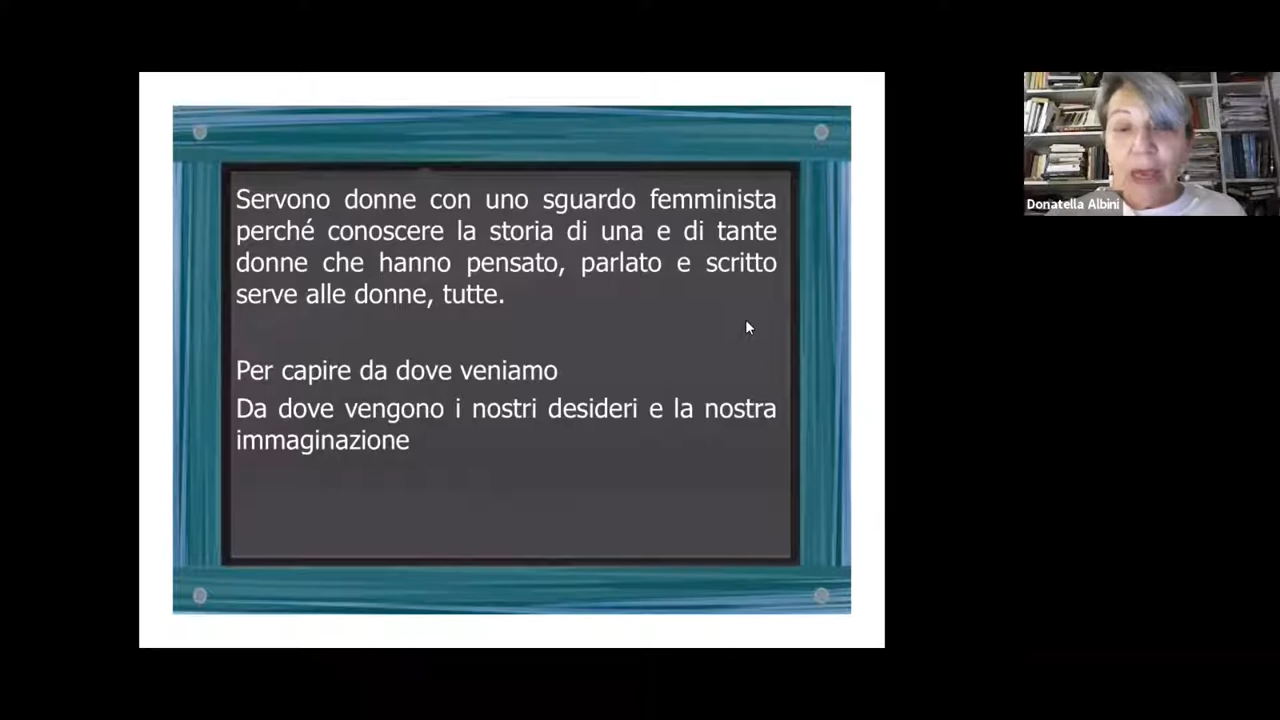 Servono donne con uno sguardo femminista
perché conoscere la storia di una e di tante
donne che hanno pensato, parlato e scritto
serve alle donne, tutte.
Per capire da dove veniamo
Da dove vengono i nostri desideri e la nostra
immaginazione
Donatella Albini